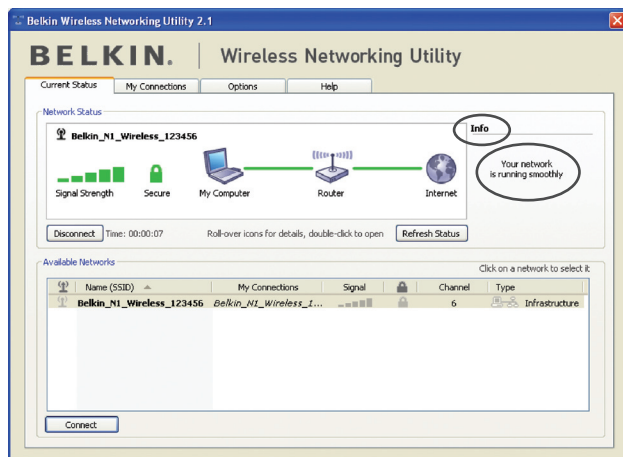 Belkin Wireless Networking Utility 2.1
BELKIN. | Wireless Networking Utility
Current Status My Connections Options Help
Network Status
Belkin_N1_Wireless_123456
Info
Your network
is running smoothly
Signal Strength Secure My Computer Router Internet
Disconnect Time: 00:00:07 Roll-over icons for details, double-click to open Refresh Status
Available Networks
Click on a network to select it
Name (SSID) My Connections Signal Channel Type
Belkin_N1_Wireless_123456 Belkin_N1_Wireless_1... 6 Infrastructure
Connect